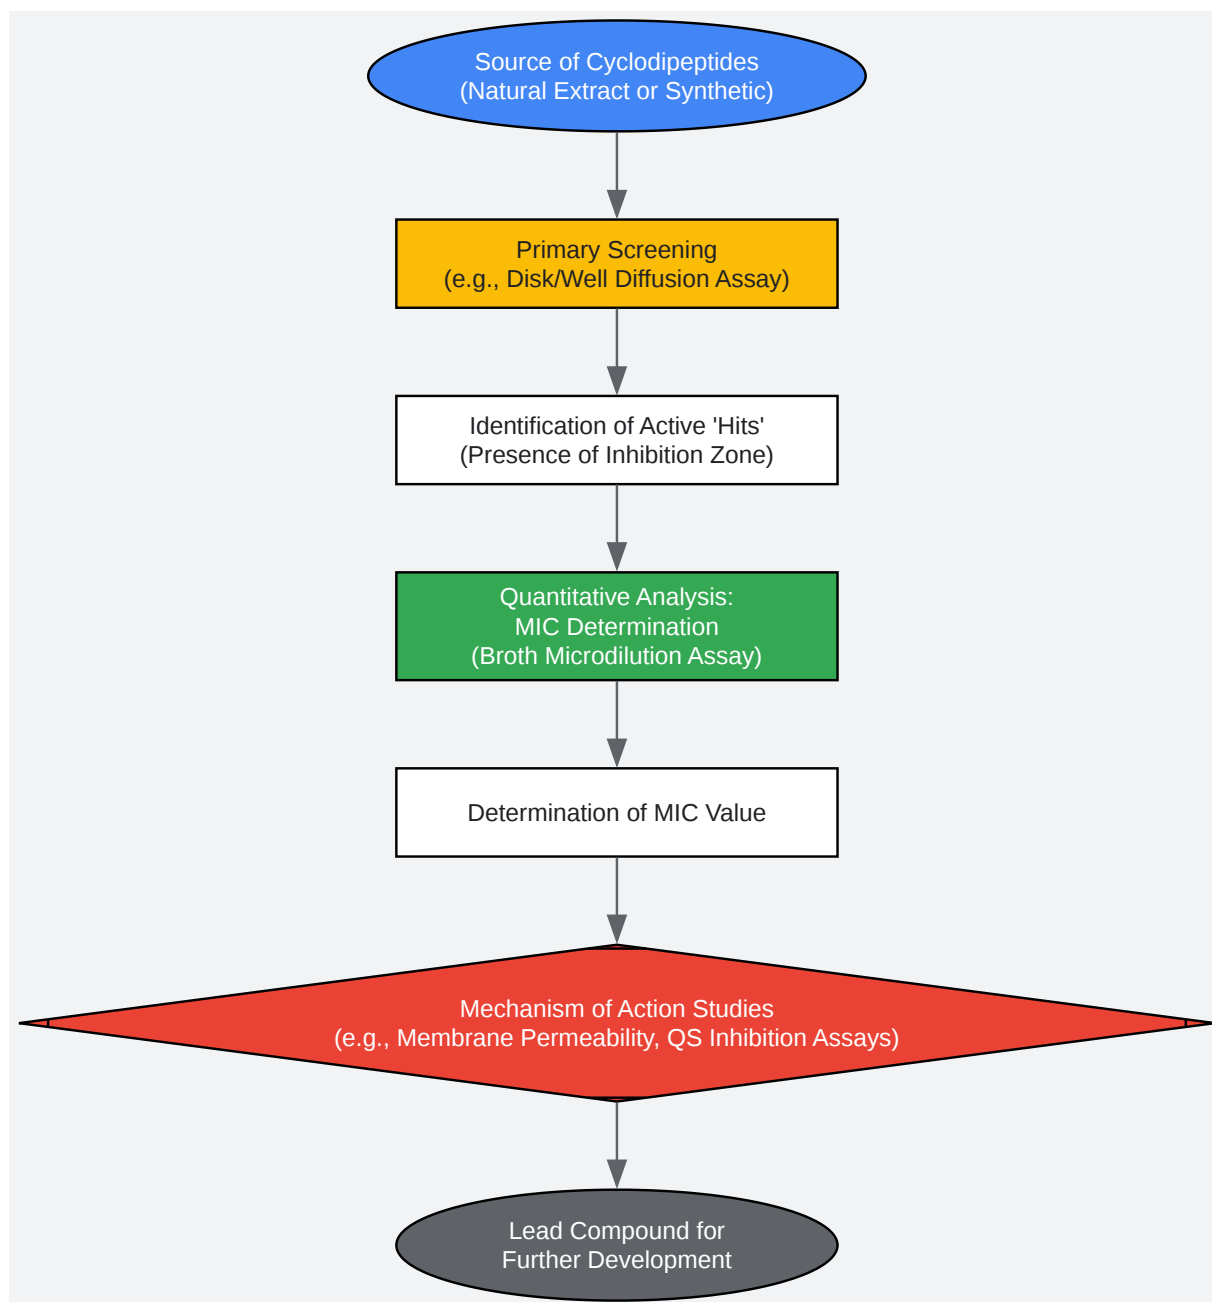 Source of Cyclodipeptides
(Natural Extract or Synthetic)
Primary Screening
(e.g., Disk/Well Diffusion Assay)
Identification of Active 'Hits'
(Presence of Inhibition Zone)
Quantitative Analysis:
MIC Determination
(Broth Microdilution Assay)
Determination of MIC Value
Mechanism of Action Studies
(e.g., Membrane Permeability, QS Inhibition Assays)
Lead Compound for
Further Development